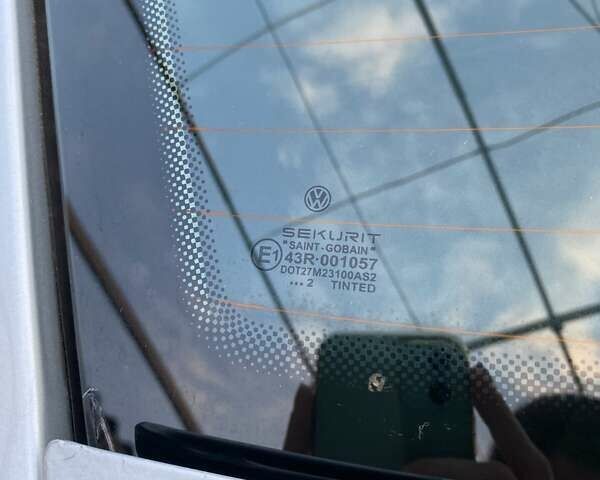 SEKURIT
"SAINT-GOBAIN"
E1 43R-001057
DOT27M23100AS2
...2 TINTED